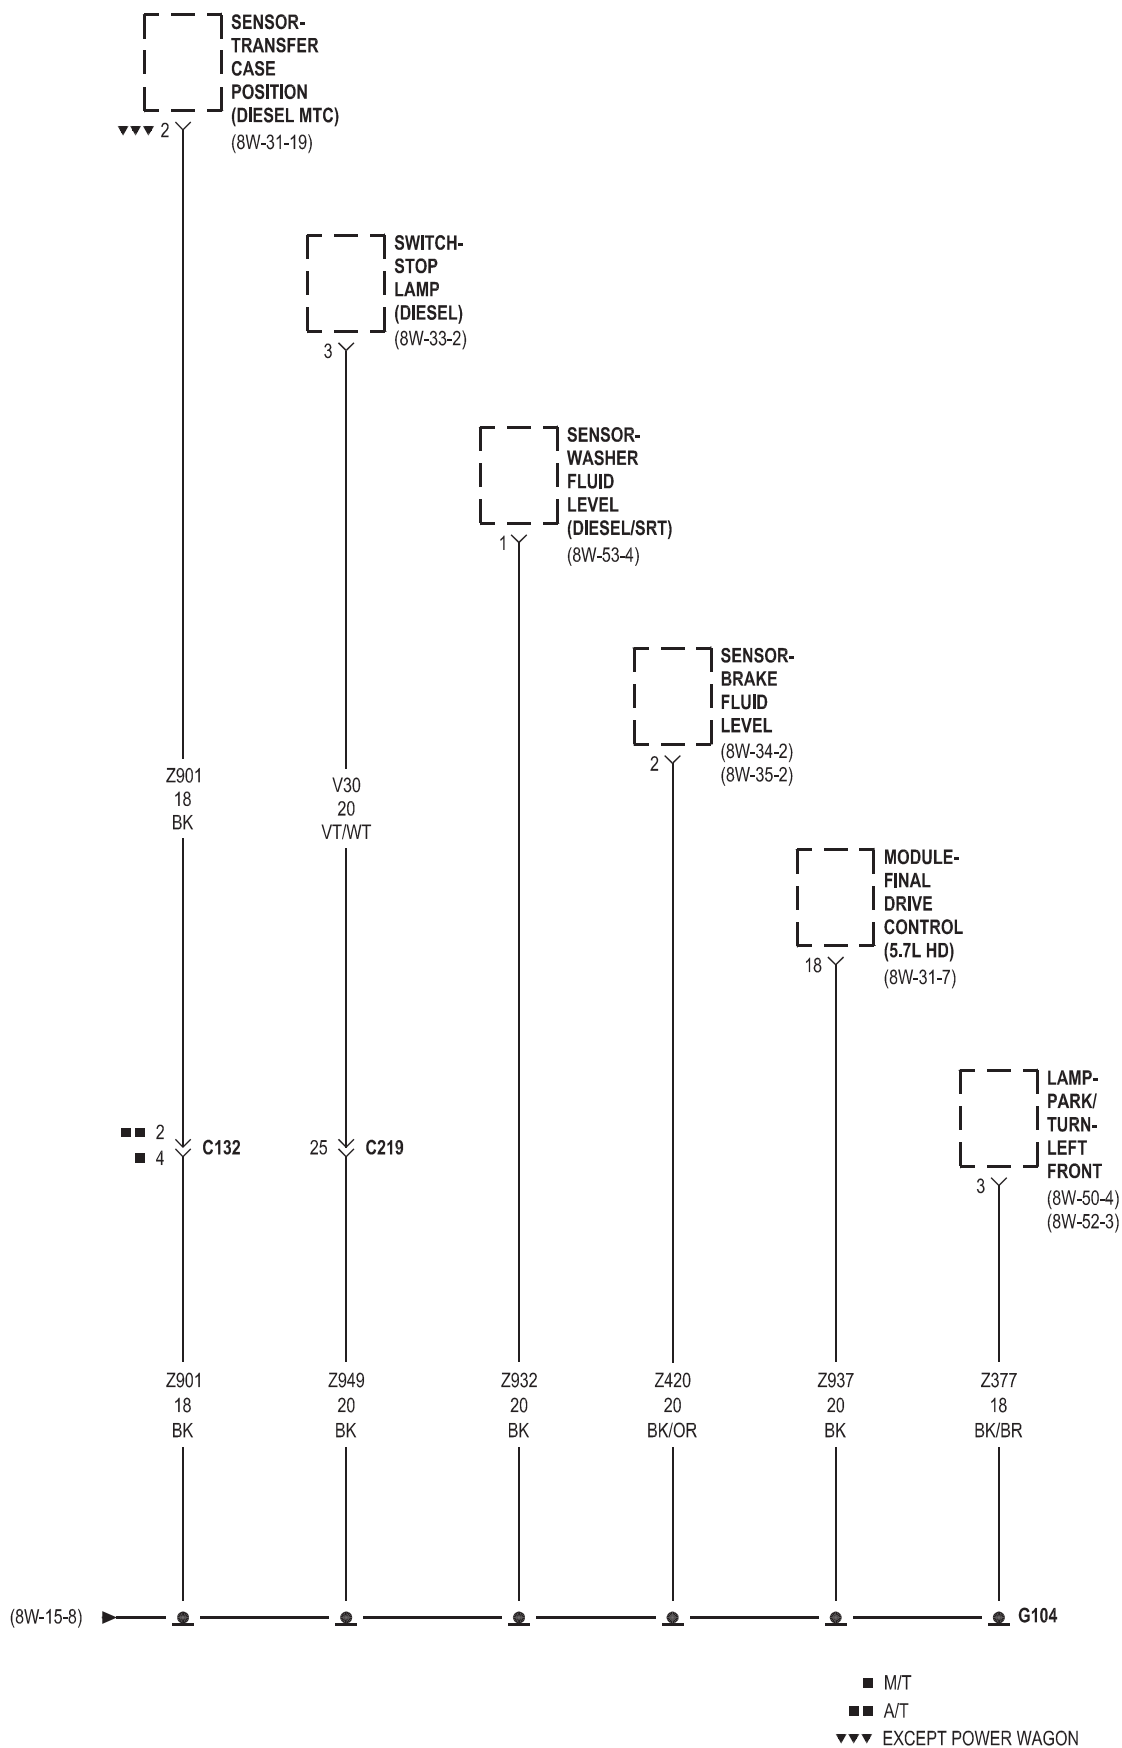 SENSOR-
TRANSFER
CASE
POSITION
(DIESEL MTC)
(8W-31-19)
2
SWITCH-
STOP
LAMP
(DIESEL)
(8W-33-2)
3
SENSOR-
WASHER
FLUID
LEVEL
(DIESEL/SRT)
(8W-53-4)
1
SENSOR-
BRAKE
FLUID
LEVEL
(8W-34-2)
(8W-35-2)
2
Z901
18
BK
V30
20
VT/WT
MODULE-
FINAL
DRIVE
CONTROL
(5.7L HD)
(8W-31-7)
18
LAMP-
PARK/
TURN-
LEFT
FRONT
(8W-50-4)
(8W-52-3)
3
2
4
C132
25
C219
Z901
18
BK
Z949
20
BK
Z932
20
BK
Z420
20
BK/OR
Z937
20
BK
Z377
18
BK/BR
(8W-15-8)
G104
M/T
A/T
EXCEPT POWER WAGON